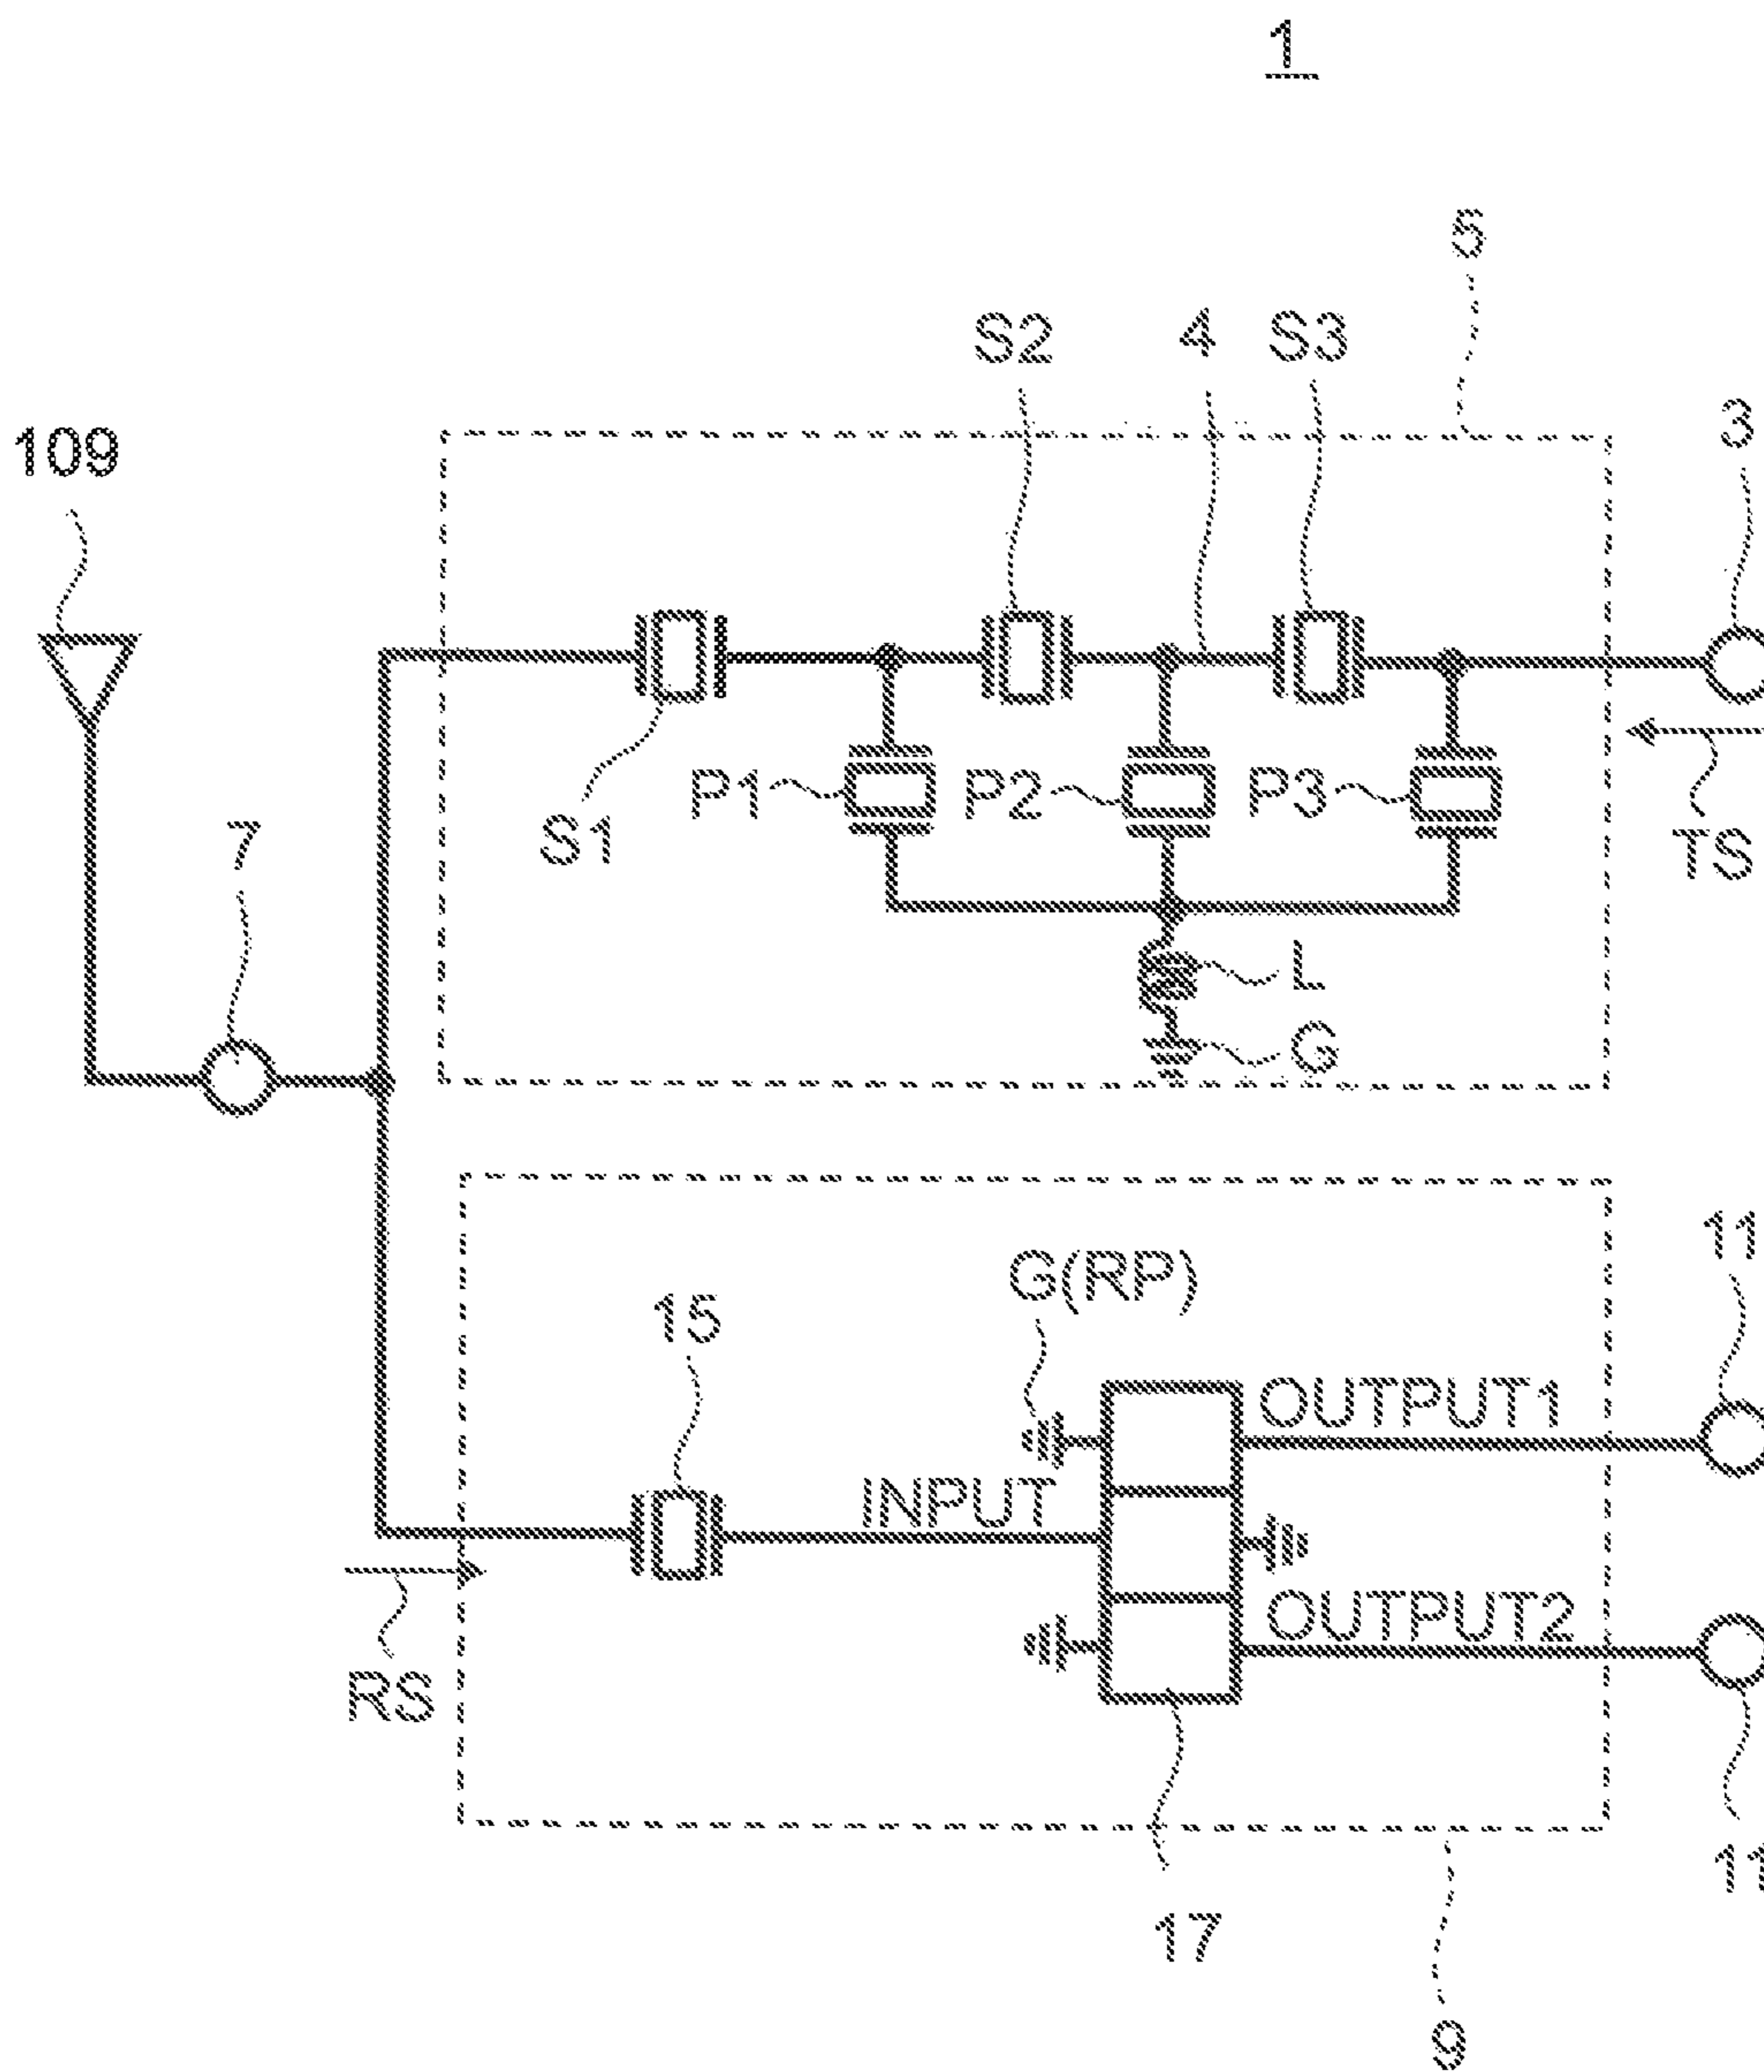 1
5
S2 4 S3
3
109
S1
P1 P2 P3
TS
7
L
G
11
G(RP)
15
OUTPUT1
INPUT
OUTPUT2
RS
11
17
9